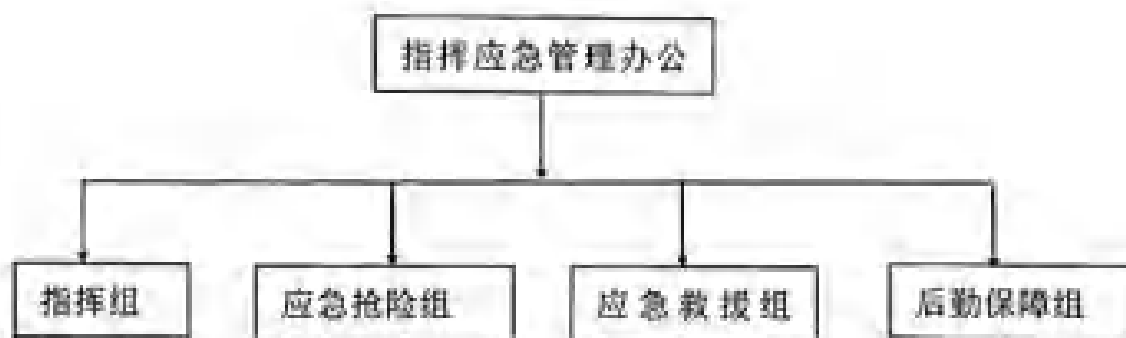 指挥应急管理办公
指挥组
应急抢险组
应急救援组
后勤保障组